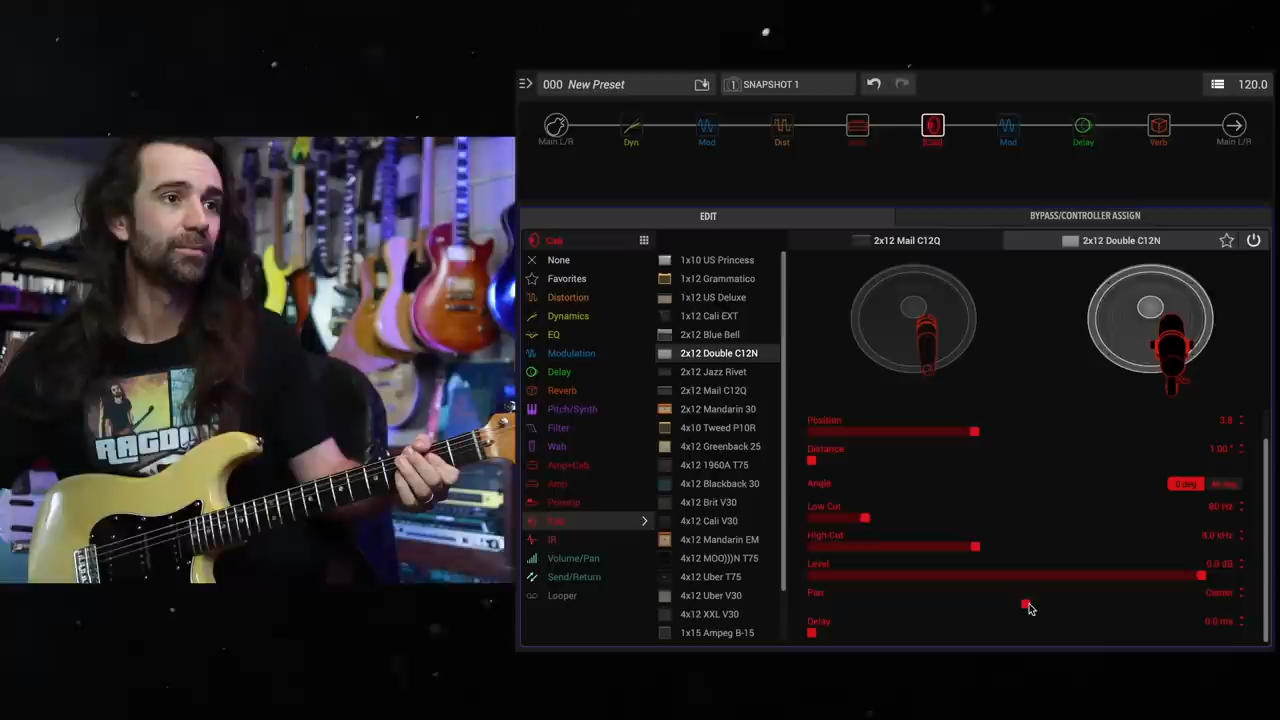 000 New Preset
1 SNAPSHOT 1
120.0
Main L/R
Dyn
Mod
Dist
Mod
Delay
Verb
Main L/R
EDIT
BYPASS/CONTROLLER ASSIGN
Cab
2x12 Mail C12Q
2x12 Double C12N
None
Favorites
Distortion
Dynamics
EQ
Modulation
Delay
Reverb
Pitch/Synth
Filter
Wah
Amp+Cab
Amp
Preamp
Cab
IR
Volume/Pan
Send/Return
Looper
1x10 US Princess
1x12 Grammatico
1x12 US Deluxe
1x12 Cali EXT
2x12 Blue Bell
2x12 Double C12N
2x12 Jazz Rivet
2x12 Mail C12Q
2x12 Mandarin 30
4x10 Tweed P10R
4x12 Greenback 25
4x12 1960A T75
4x12 Blackback 30
4x12 Brit V30
4x12 Cali V30
4x12 Mandarin EM
4x12 MOO)))N T75
4x12 Uber T75
4x12 Uber V30
4x12 XXL V30
1x15 Ampeg B-15
Position 3.8
Distance 1.00 "
Angle 0 deg 45 deg
Low Cut 80 Hz
High Cut 8.0 kHz
Level 0.0 dB
Pan Center
Delay 0.0 ms